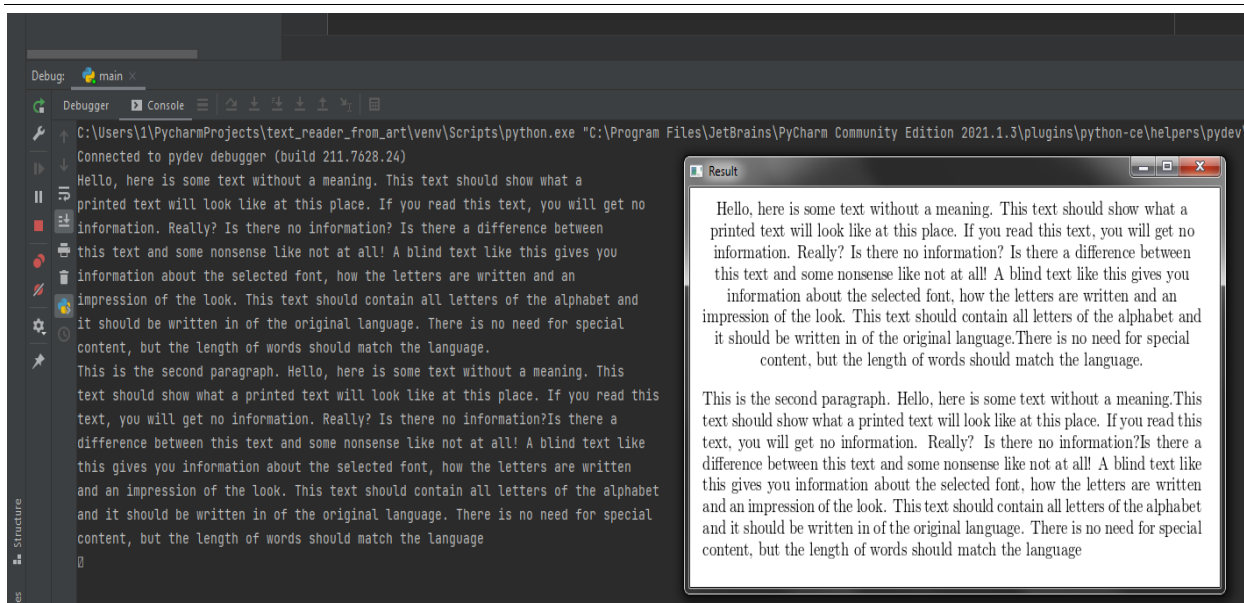 Debug:
main
Debugger
Console
C:\Users\1\PycharmProjects\text_reader_from_art\venv\Scripts\python.exe "C:\Program Files\JetBrains\PyCharm Community Edition 2021.1.3\plugins\python-ce\helpers\pydev\
Connected to pydev debugger (build 211.7628.24)
Hello, here is some text without a meaning. This text should show what a
printed text will look like at this place. If you read this text, you will get no
information. Really? Is there no information? Is there a difference between
this text and some nonsense like not at all! A blind text like this gives you
information about the selected font, how the letters are written and an
impression of the look. This text should contain all letters of the alphabet and
it should be written in of the original language. There is no need for special
content, but the length of words should match the language.
This is the second paragraph. Hello, here is some text without a meaning. This
text should show what a printed text will look like at this place. If you read this
text, you will get no information. Really? Is there no information?Is there a
difference between this text and some nonsense like not at all! A blind text like
this gives you information about the selected font, how the letters are written
and an impression of the look. This text should contain all letters of the alphabet
and it should be written in of the original language. There is no need for special
content, but the length of words should match the language
Structure
es
Result
Hello, here is some text without a meaning. This text should show what a
printed text will look like at this place. If you read this text, you will get no
information. Really? Is there no information? Is there a difference between
this text and some nonsense like not at all! A blind text like this gives you
information about the selected font, how the letters are written and an
impression of the look. This text should contain all letters of the alphabet and
it should be written in of the original language.There is no need for special
content, but the length of words should match the language.
This is the second paragraph. Hello, here is some text without a meaning.This
text should show what a printed text will look like at this place. If you read this
text, you will get no information. Really? Is there no information?Is there a
difference between this text and some nonsense like not at all! A blind text like
this gives you information about the selected font, how the letters are written
and an impression of the look. This text should contain all letters of the alphabet
and it should be written in of the original language. There is no need for special
content, but the length of words should match the language